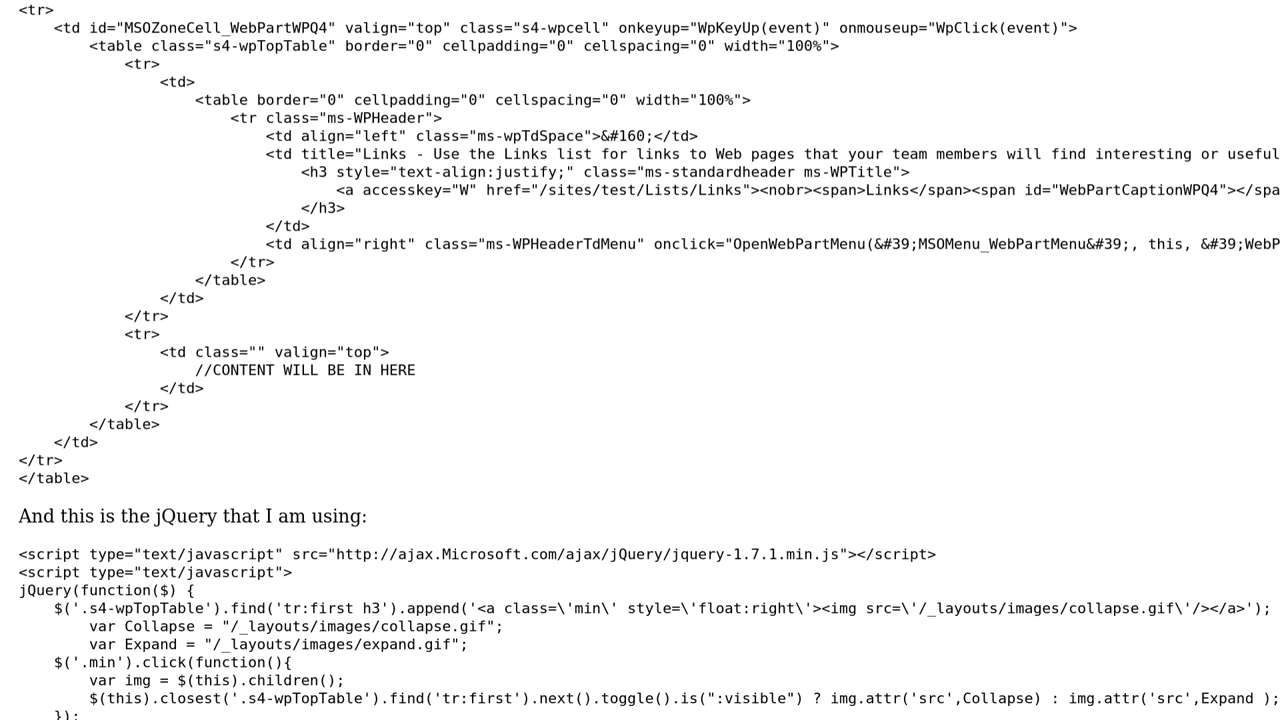 <tr>
    <td id="MSOZoneCell_WebPartWPQ4" valign="top" class="s4-wpcell" onkeyup="WpKeyUp(event)" onmouseup="WpClick(event)">
        <table class="s4-wpTopTable" border="0" cellpadding="0" cellspacing="0" width="100%">
            <tr>
                <td>
                    <table border="0" cellpadding="0" cellspacing="0" width="100%">
                        <tr class="ms-WPHeader">
                            <td align="left" class="ms-wpTdSpace">&#160;</td>
                            <td title="Links - Use the Links list for links to Web pages that your team members will find interesting or useful
                                <h3 style="text-align:justify;" class="ms-standardheader ms-WPTitle">
                                    <a accesskey="W" href="/sites/test/Lists/Links"><nobr><span>Links</span><span id="WebPartCaptionWPQ4"></spa
                                </h3>
                            </td>
                            <td align="right" class="ms-WPHeaderTdMenu" onclick="OpenWebPartMenu(&#39;MSOMenu_WebPartMenu&#39;, this, &#39;WebP
                        </tr>
                    </table>
                </td>
            </tr>
            <tr>
                <td class="" valign="top">
                    //CONTENT WILL BE IN HERE
                </td>
            </tr>
        </table>
    </td>
</tr>
</table>
And this is the jQuery that I am using:
<script type="text/javascript" src="http://ajax.Microsoft.com/ajax/jQuery/jquery-1.7.1.min.js"></script>
<script type="text/javascript">
jQuery(function($) {
    $('.s4-wpTopTable').find('tr:first h3').append('<a class=\'min\' style=\'float:right\'><img src=\'/_layouts/images/collapse.gif\'/></a>');
        var Collapse = "/_layouts/images/collapse.gif";
        var Expand = "/_layouts/images/expand.gif";
    $('.min').click(function(){
        var img = $(this).children();
        $(this).closest('.s4-wpTopTable').find('tr:first').next().toggle().is(":visible") ? img.attr('src',Collapse) : img.attr('src',Expand );
    });